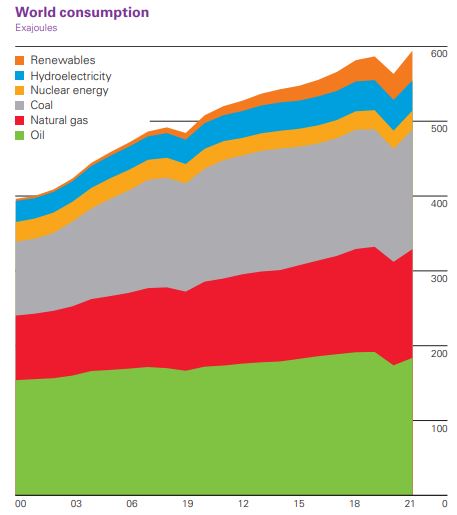 World consumption
Exajoules
600
Renewables
Hydroelectricity
Nuclear energy
Coal
Natural gas
Oil
500
400
300
200
100
00 03 06 19 12 15 18 21 0